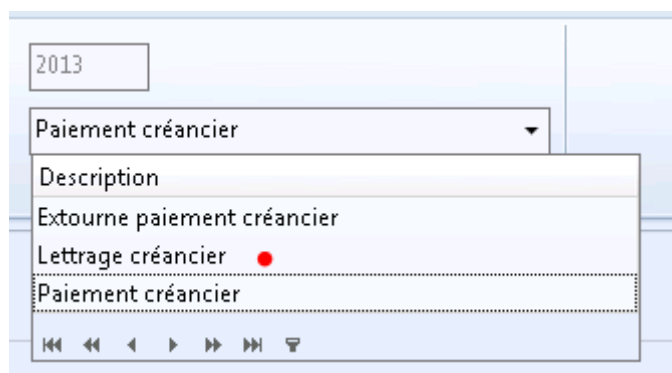 2013
Paiement créancier
Description
Extourne paiement créancier
Lettrage créancier
Paiement créancier